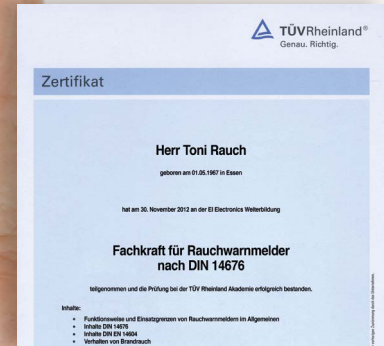 TÜVRheinland®
Genau. Richtig.
Zertifikat
Herr Toni Rauch
geboren am 01.05.1967 in Essen
hat am 30. November 2012 an der Ei Electronics Weiterbildung
Fachkraft für Rauchwarnmelder
nach DIN 14676
teilgenommen und die Prüfung bei der TÜV Rheinland Akademie erfolgreich bestanden.
Inhalte:
• Funktionsweise und Einsatzgrenzen von Rauchwarnmeldern im Allgemeinen
• Inhalte DIN 14676
• Inhalte DIN EN 14604
• Verhalten von Brandrauch